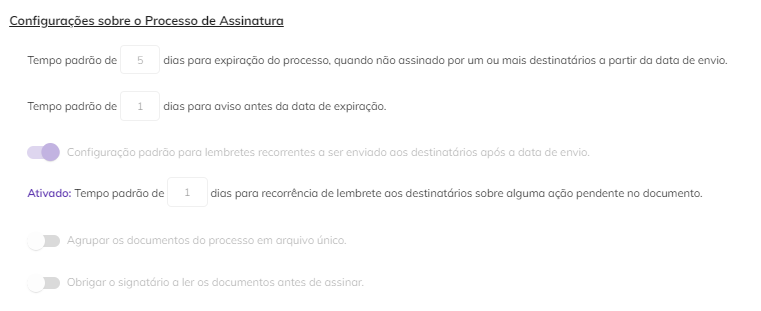 Configurações sobre o Processo de Assinatura
Tempo padrão de 5 dias para expiração do processo, quando não assinado por um ou mais destinatários a partir da data de envio.
Tempo padrão de 1 dias para aviso antes da data de expiração.
Configuração padrão para lembretes recorrentes a ser enviado aos destinatários após a data de envio.
Ativado: Tempo padrão de 1 dias para recorrência de lembrete aos destinatários sobre alguma ação pendente no documento.
Agrupar os documentos do processo em arquivo único.
Obrigar o signatário a ler os documentos antes de assinar.